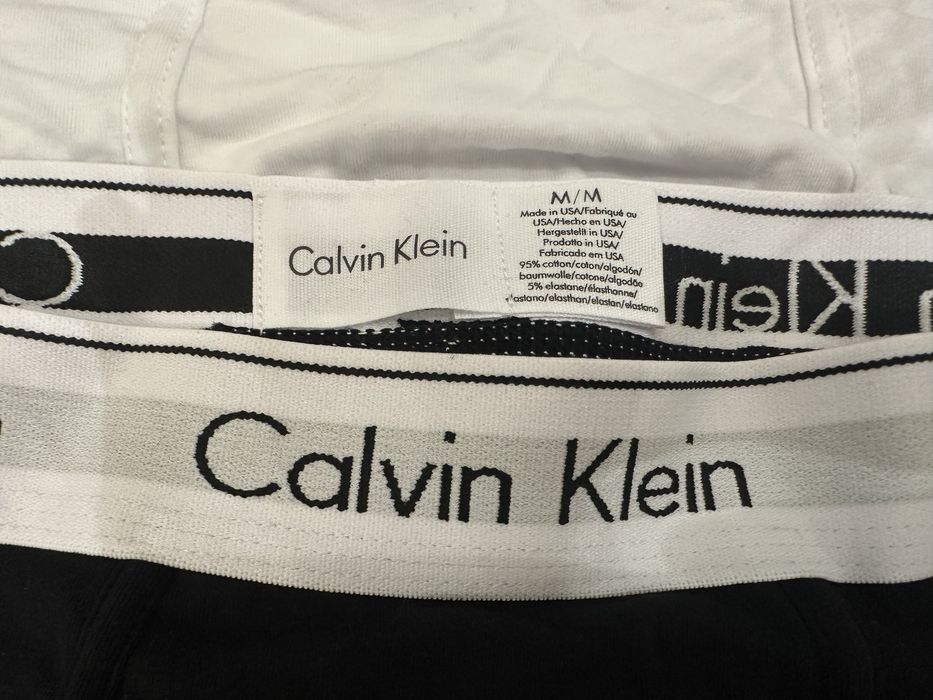 Calvin Klein
M/M
Made in USA/Fabriqué au
USA/Hecho en USA/
Hergestellt in USA/
Prodotto in USA/
Fabricado em USA
95% cotton/coton/algodón/
baumwolle/cotone/algodão
5% elastane/élasthanne/
elastano/elasthan/elastan/elastano
C
Klein
Calvin Klein